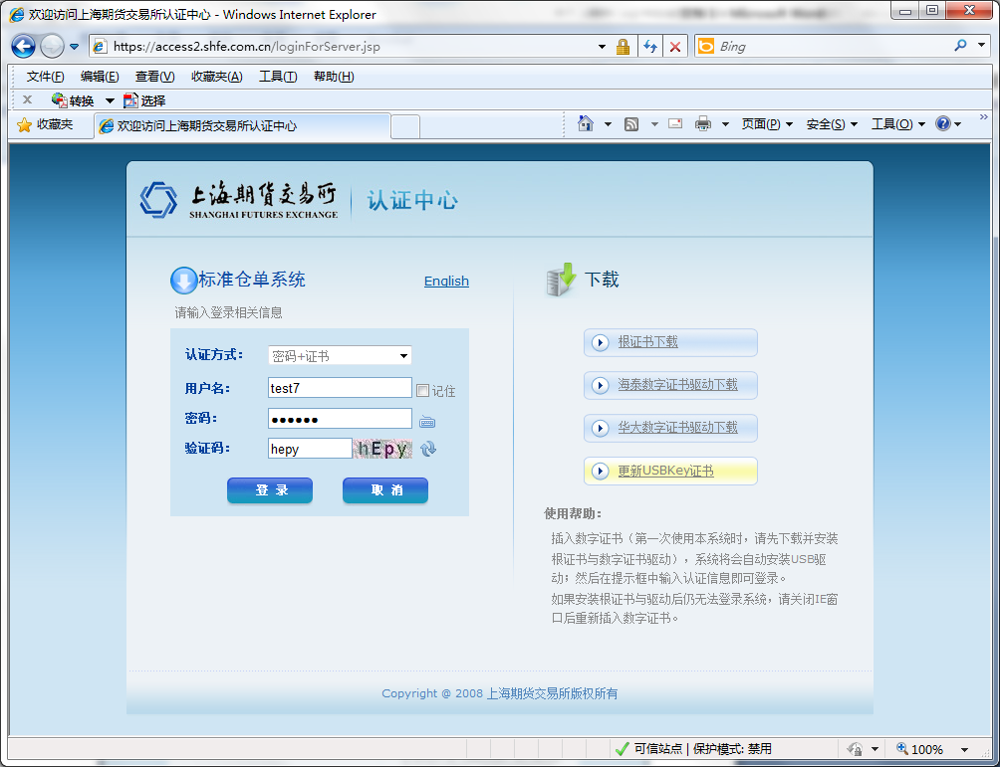 欢迎访问上海期货交易所认证中心 - Windows Internet Explorer
https://access2.shfe.com.cn/loginForServer.jsp
Bing
文件(F) 编辑(E) 查看(V) 收藏夹(A) 工具(T) 帮助(H)
转换 选择
收藏夹 欢迎访问上海期货交易所认证中心 页面(P) 安全(S) 工具(O)
上海期货交易所 认证中心
SHANGHAI FUTURES EXCHANGE
标准仓单系统 English
请输入登录相关信息
认证方式: 密码+证书
用户名: test7 记住
密码: ●●●●●●
验证码: hepy hEpy
登 录 取 消
下载
根证书下载
海泰数字证书驱动下载
华大数字证书驱动下载
更新USBKey证书
使用帮助:
插入数字证书（第一次使用本系统时，请先下载并安装
根证书与数字证书驱动），系统将会自动安装USB驱
动；然后在提示框中输入认证信息即可登录。
如果安装根证书与驱动后仍无法登录系统，请关闭IE窗
口后重新插入数字证书。
Copyright @ 2008 上海期货交易所版权所有
可信站点 | 保护模式: 禁用 100%